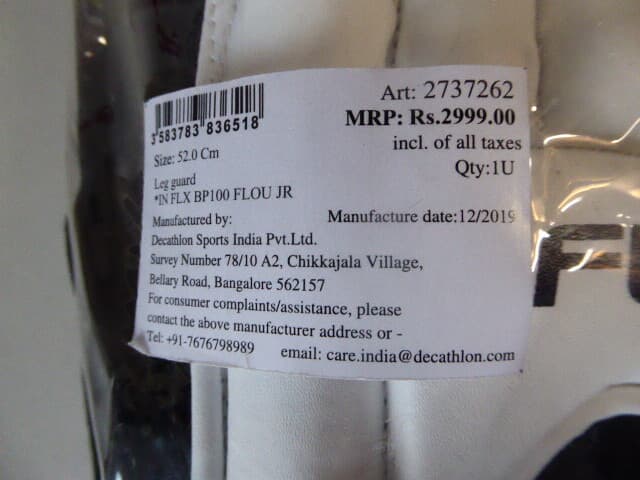 3 583783 836518
Art: 2737262
MRP: Rs.2999.00
incl. of all taxes
Qty:1U
Size: 52.0 Cm
Leg guard
*IN FLX BP100 FLOU JR
Manufactured by:
Manufacture date:12/2019
Decathlon Sports India Pvt.Ltd.
Survey Number 78/10 A2, Chikkajala Village,
Bellary Road, Bangalore 562157
For consumer complaints/assistance, please
contact the above manufacturer address or -
Tel: +91-7676798989
email: care.india@decathlon.com